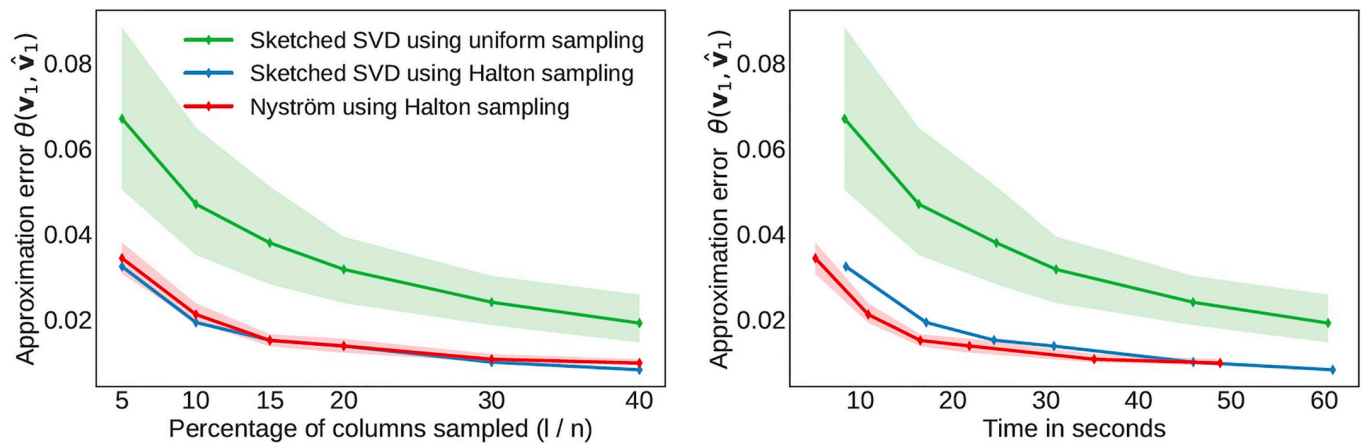 Approximation error θ(v₁, v̂₁)
0.08
0.06
0.04
0.02
Sketched SVD using uniform sampling
Sketched SVD using Halton sampling
Nyström using Halton sampling
5 10 15 20 30 40
Percentage of columns sampled (l / n)
Approximation error θ(v₁, v̂₁)
0.08
0.06
0.04
0.02
10 20 30 40 50 60
Time in seconds